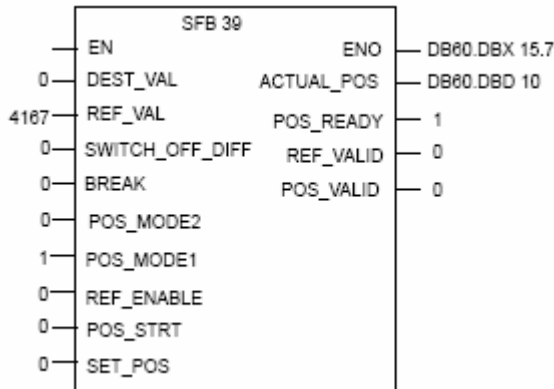 SFB 39
EN ENO DB60.DBX 15.7
0 DEST_VAL ACTUAL_POS DB60.DBD 10
4167 REF_VAL POS_READY 1
0 SWITCH_OFF_DIFF REF_VALID 0
0 BREAK POS_VALID 0
0 POS_MODE2
1 POS_MODE1
0 REF_ENABLE
0 POS_STRT
0 SET_POS